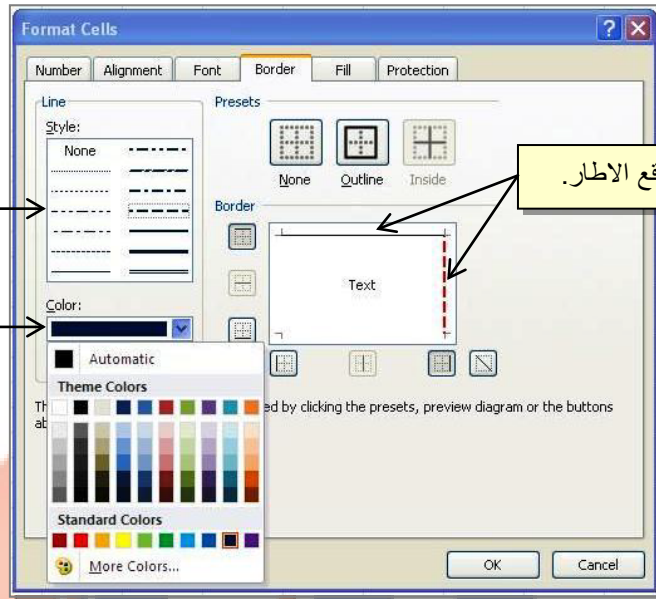 Format Cells
Number Alignment Font Border Fill Protection
Line
Style:
None
Color:
Automatic
Theme Colors
Standard Colors
More Colors...
Presets
None Outline Inside
Border
Text
الاطار.
ed by clicking the presets, preview diagram or the buttons
OK Cancel